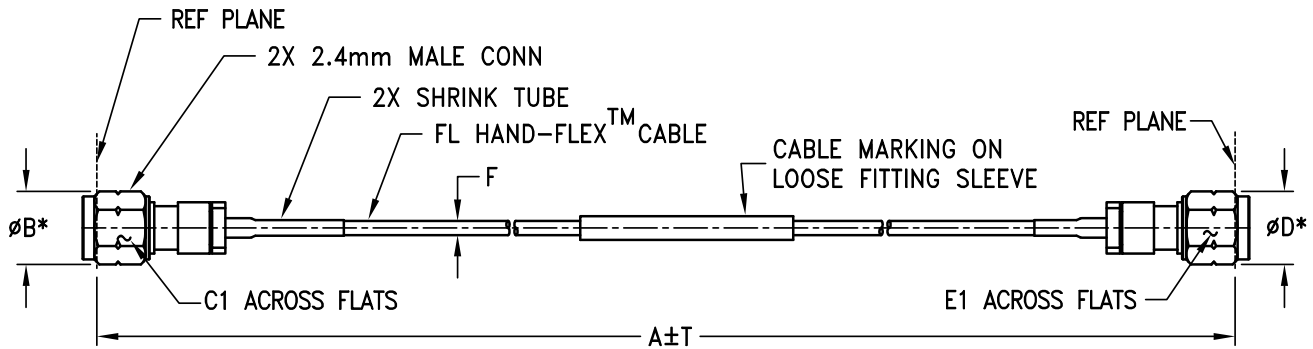 REF PLANE
2X 2.4mm MALE CONN
2X SHRINK TUBE
FL HAND-FLEX™ CABLE
REF PLANE
CABLE MARKING ON
LOOSE FITTING SLEEVE
F
øB*
øD*
C1 ACROSS FLATS
E1 ACROSS FLATS
A±T